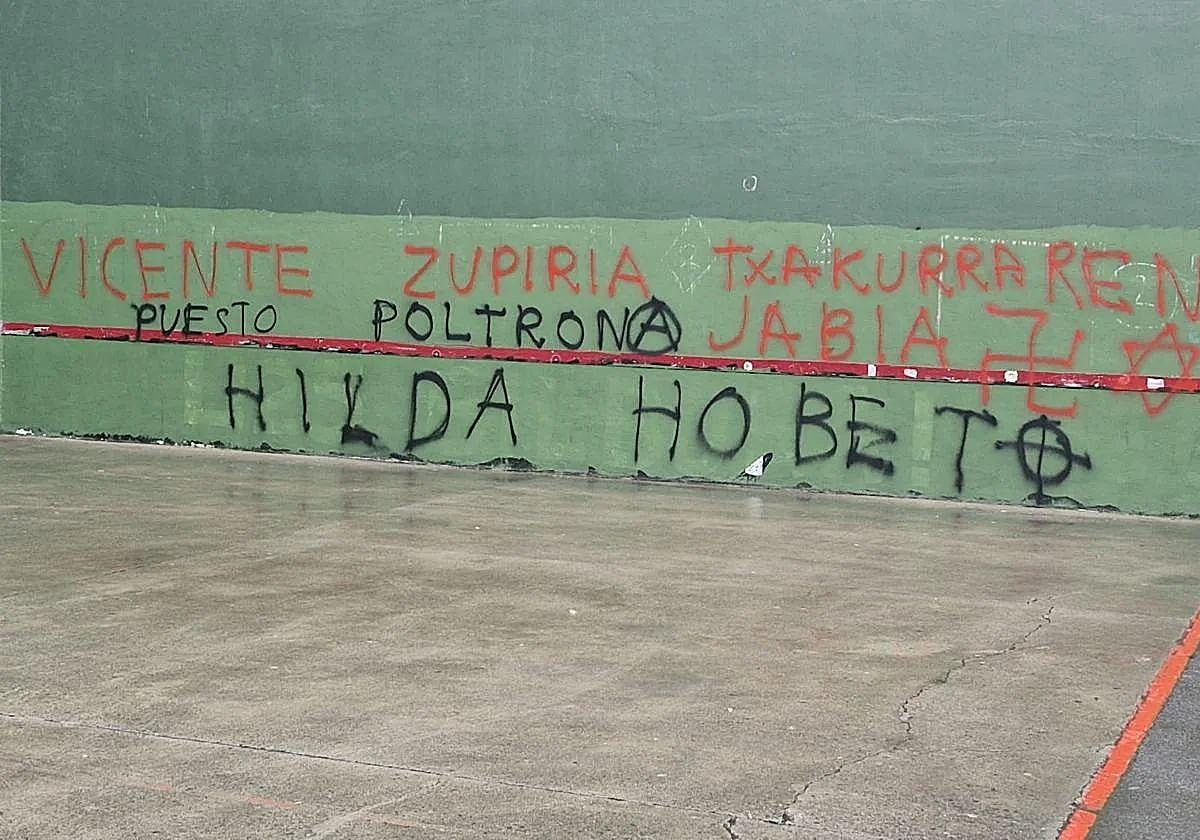 VICENTE ZUPIRIA TXAKURRAREN
PUESTO POLTRONA JABIA
HILDA HOBETO